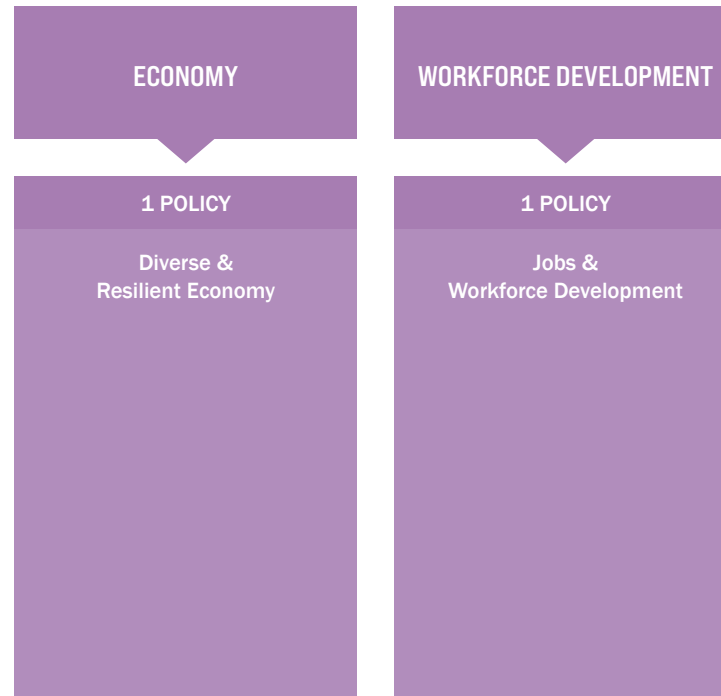 ECONOMY
1 POLICY
Diverse &
Resilient Economy
WORKFORCE DEVELOPMENT
1 POLICY
Jobs &
Workforce Development